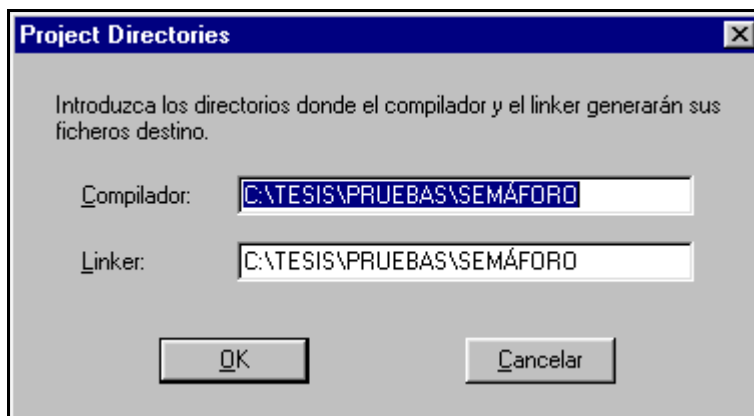 Project Directories
Introduzca los directorios donde el compilador y el linker generarán sus
ficheros destino.
Compilador: C:\TESIS\PRUEBAS\SEMÁFORO
Linker: C:\TESIS\PRUEBAS\SEMÁFORO
OK Cancelar